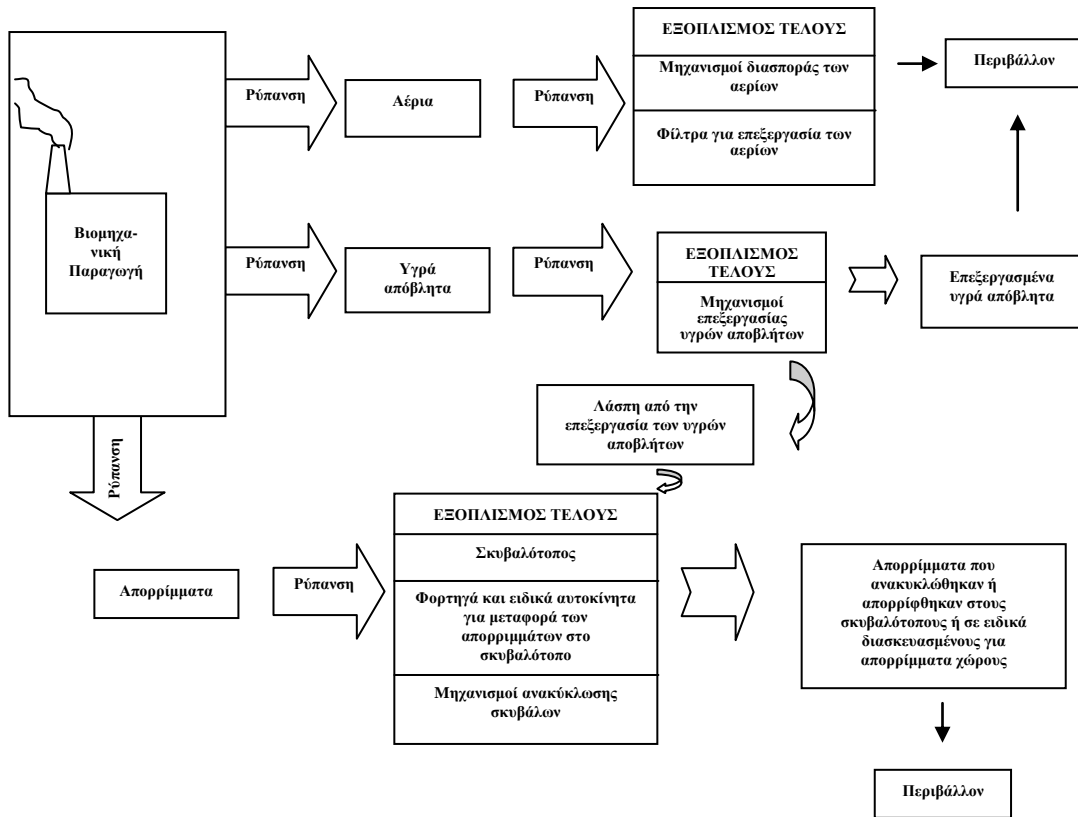 ΕΞΟΠΛΙΣΜΟΣ ΤΕΛΟΥΣ
Μηχανισμοί διασποράς των
αερίων
Φίλτρα για επεξεργασία των
αερίων
Περιβάλλον
Ρύπανση
Αέρια
Ρύπανση
Βιομηχα-
νική
Παραγωγή
Ρύπανση
Υγρά
απόβλητα
Ρύπανση
ΕΞΟΠΛΙΣΜΟΣ
ΤΕΛΟΥΣ
Μηχανισμοί
επεξεργασίας
υγρών αποβλήτων
Επεξεργασμένα
υγρά απόβλητα
Λάσπη από την
επεξεργασία των υγρών
αποβλήτων
Ρύπανση
Απορρίμματα
Ρύπανση
ΕΞΟΠΛΙΣΜΟΣ ΤΕΛΟΥΣ
Σκυβαλότοπος
Φορτηγά και ειδικά αυτοκίνητα
για μεταφορά των
απορριμμάτων στο
σκυβαλότοπο
Μηχανισμοί ανακύκλωσης
σκυβάλων
Απορρίμματα που
ανακυκλώθηκαν ή
απορρίφθηκαν στους
σκυβαλότοπους ή σε ειδικά
διασκευασμένους για
απορρίμματα χώρους
Περιβάλλον